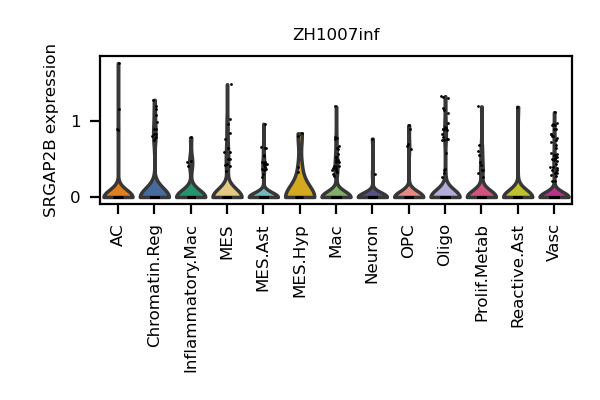 ZH1007inf
SRGAP2B expression
1
0
AC
Chromatin.Reg
Inflammatory.Mac
MES
MES.Ast
MES.Hyp
Mac
Neuron
OPC
Oligo
Prolif.Metab
Reactive.Ast
Vasc